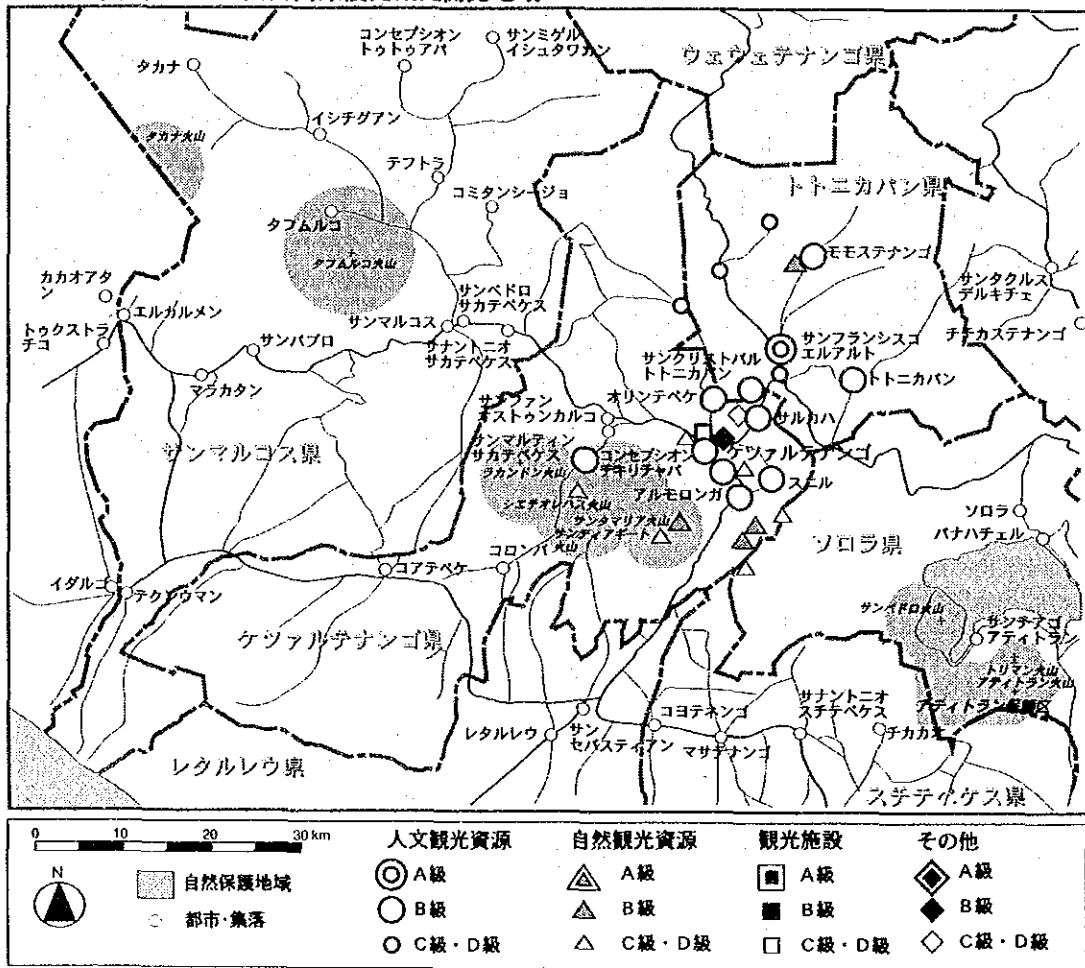 コンセプシオン
トゥトゥアパ
サンミゲル
イシュタワカン
ウェウェテナンゴ県
タカナ
イシチグアン
タカナ火山
テフトラ
トトニカパン県
コミタンシージョ
タフムルコ
タフムルコ火山
モモステナンゴ
カカオアタ
ン
サンタクルス
デルキチェ
エルカルメン
サンペドロ
サカテペケス
トゥクストラ
チコ
サンマルコス
サナントニオ
サカテペケス
サンフランシスコ
エルアルト
チチカステナンゴ
サンパブロ
サンクリストバル
トトニカパン
トトニカパン
マラカタン
オリンテペケ
サンファン
オストゥンカルコ
サルカハ
サンマルコス県
サンマルティン
サカテペケス
コンセプシオン
チキリチャパ
ケツァルテナンゴ
ラカンドン火山
スニル
シエテオレハス火山
アルモロンガ
サンタマリア火山
サンティアギート
火山
ソロラ
パナハチェル
ソロラ県
コロンバ
コアテペケ
イダルゴ
テクンウマン
サンペドロ火山
サンチアゴ
アティトラン
ケツァルテナンゴ県
トリマン火山
アティトラン火山
アティトラン保護区
サナントニオ
スチテペケス
コヨテネンゴ
チカカオ
レタルレウ
サン
セバスティアン
マサテナンゴ
レタルレウ県
スチテペケス県
0 10 20 30 km
N
自然保護地域
都市・集落
人文観光資源
A級
B級
C級・D級
自然観光資源
A級
B級
C級・D級
観光施設
A級
B級
C級・D級
その他
A級
B級
C級・D級